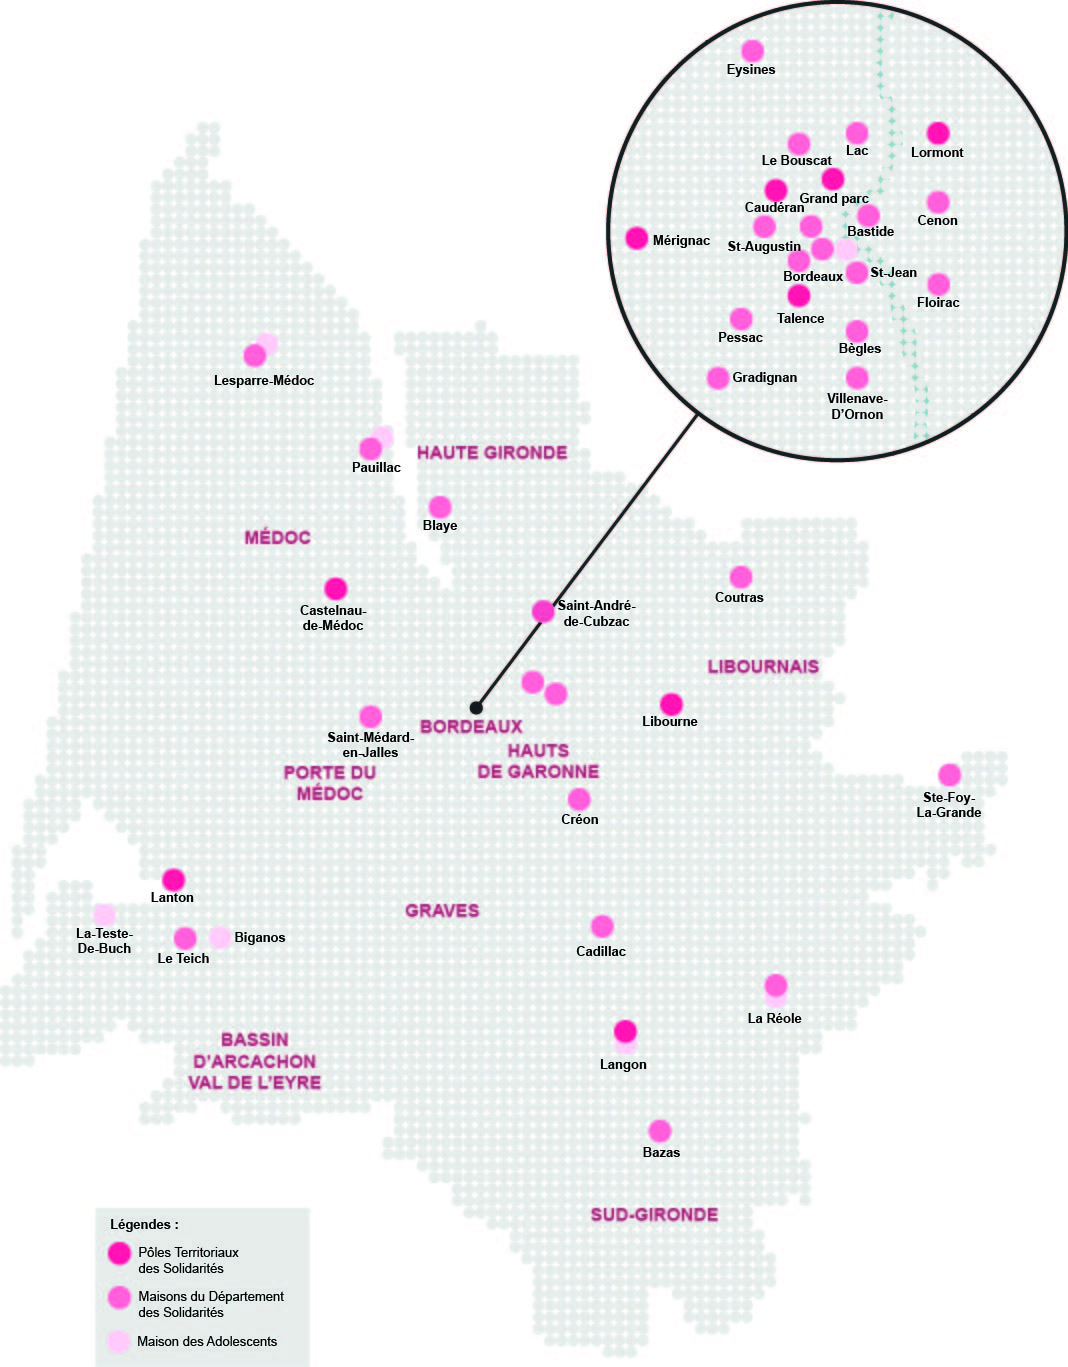 Eysines
Le Bouscat
Lac
Lormont
Caudéran
Grand parc
Cenon
Bastide
Mérignac
St-Augustin
Bordeaux
St-Jean
Floirac
Talence
Pessac
Bègles
Gradignan
Villenave-
D'Ornon
Lesparre-Médoc
Pauillac
HAUTE GIRONDE
Blaye
MÉDOC
Castelnau-
de-Médoc
Saint-André-
de-Cubzac
Coutras
LIBOURNAIS
Libourne
BORDEAUX
Saint-Médard-
en-Jalles
HAUTS
DE GARONNE
PORTE DU
MÉDOC
Créon
Ste-Foy-
La-Grande
Lanton
GRAVES
La-Teste-
De-Buch
Le Teich
Biganos
Cadillac
La Réole
Langon
BASSIN
D'ARCACHON
VAL DE L'EYRE
Bazas
SUD-GIRONDE
Légendes :
Pôles Territoriaux
des Solidarités
Maisons du Département
des Solidarités
Maison des Adolescents